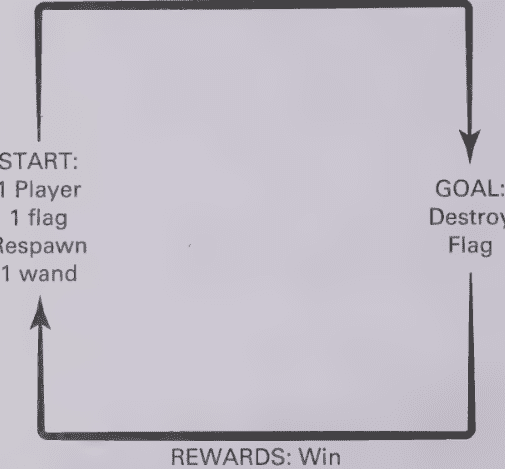 START:
1 Player
1 flag
Respawn
1 wand
GOAL:
Destroy
Flag
REWARDS: Win